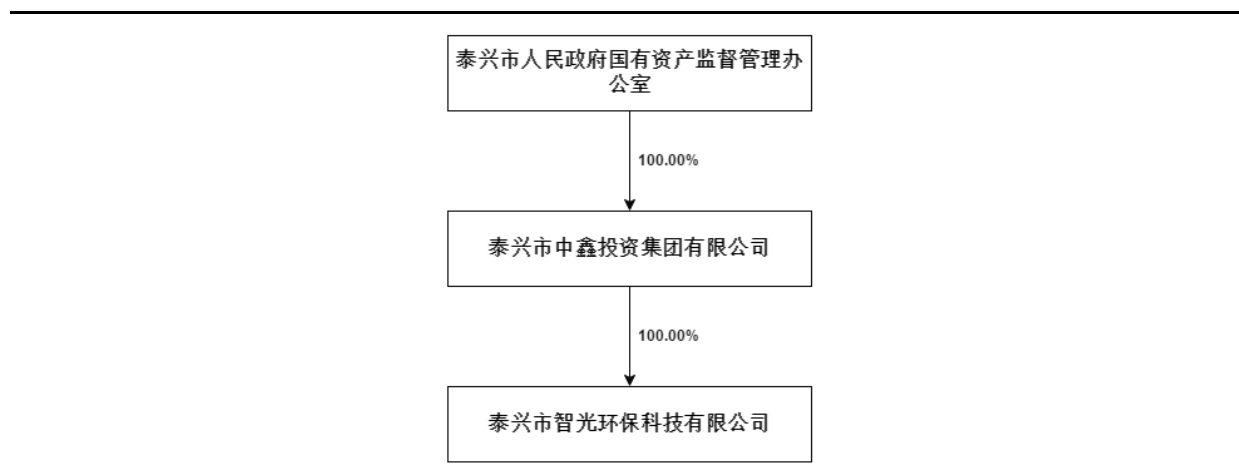 泰兴市人民政府国有资产监督管理办
公室
100.00%
泰兴市中鑫投资集团有限公司
100.00%
泰兴市智光环保科技有限公司